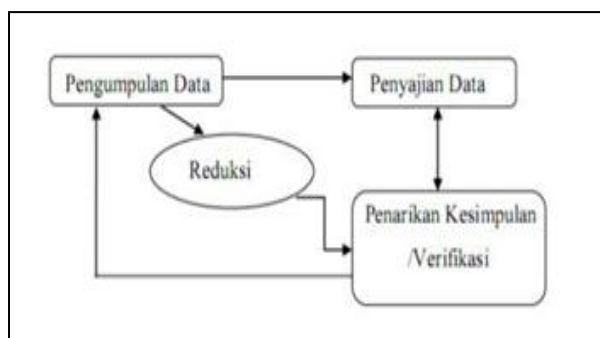 Pengumpulan Data
Penyajian Data
Reduksi
Penarikan Kesimpulan
/Verifikasi